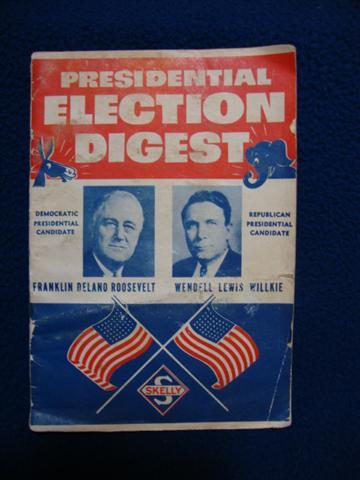 PRESIDENTIAL
ELECTION
DIGEST
DEMOCRATIC
PRESIDENTIAL
CANDIDATE
REPUBLICAN
PRESIDENTIAL
CANDIDATE
FRANKLIN DELANO ROOSEVELT
WENDELL LEWIS WILLKIE
SKELLY
S